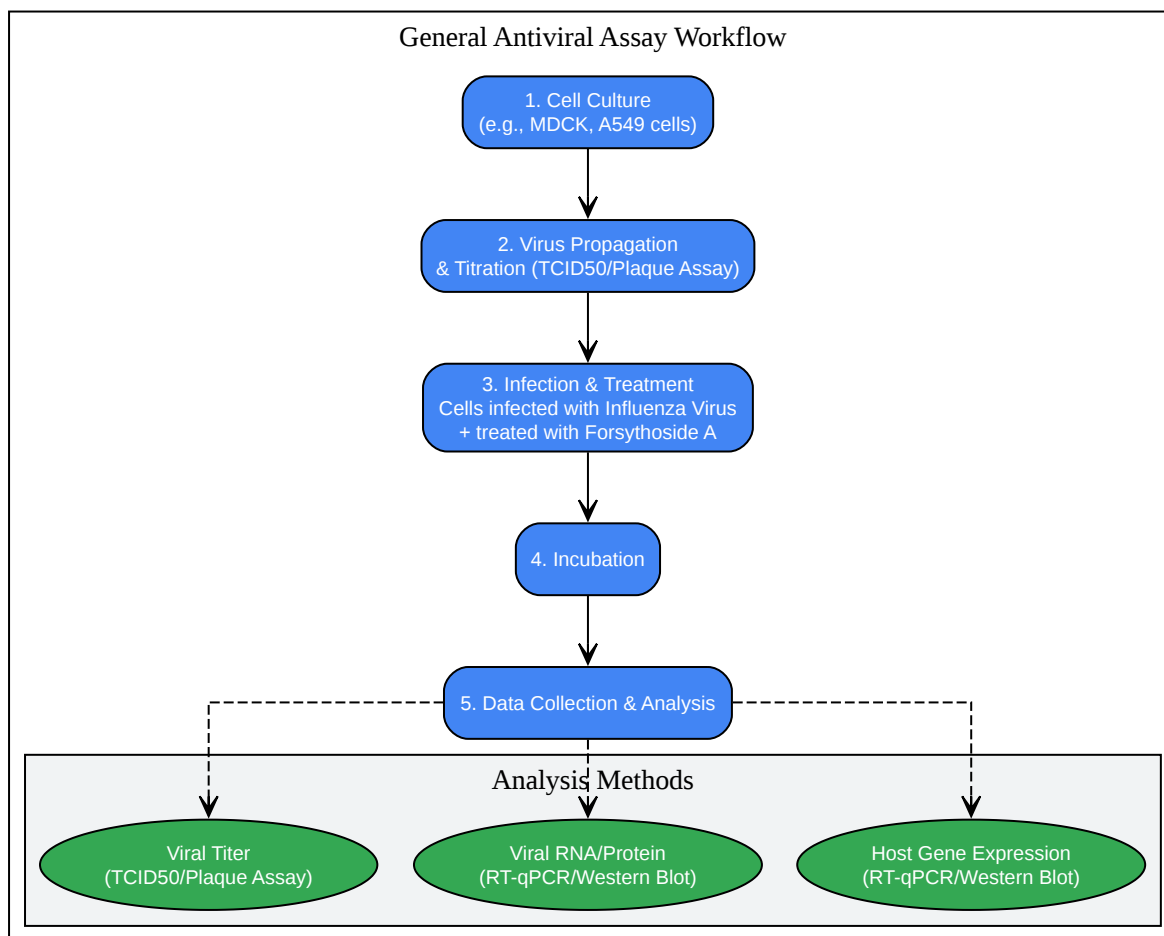 General Antiviral Assay Workflow
1. Cell Culture
(e.g., MDCK, A549 cells)
2. Virus Propagation
& Titration (TCID50/Plaque Assay)
3. Infection & Treatment
Cells infected with Influenza Virus
+ treated with Forsythoside A
4. Incubation
5. Data Collection & Analysis
Analysis Methods
Viral Titer
(TCID50/Plaque Assay)
Viral RNA/Protein
(RT-qPCR/Western Blot)
Host Gene Expression
(RT-qPCR/Western Blot)